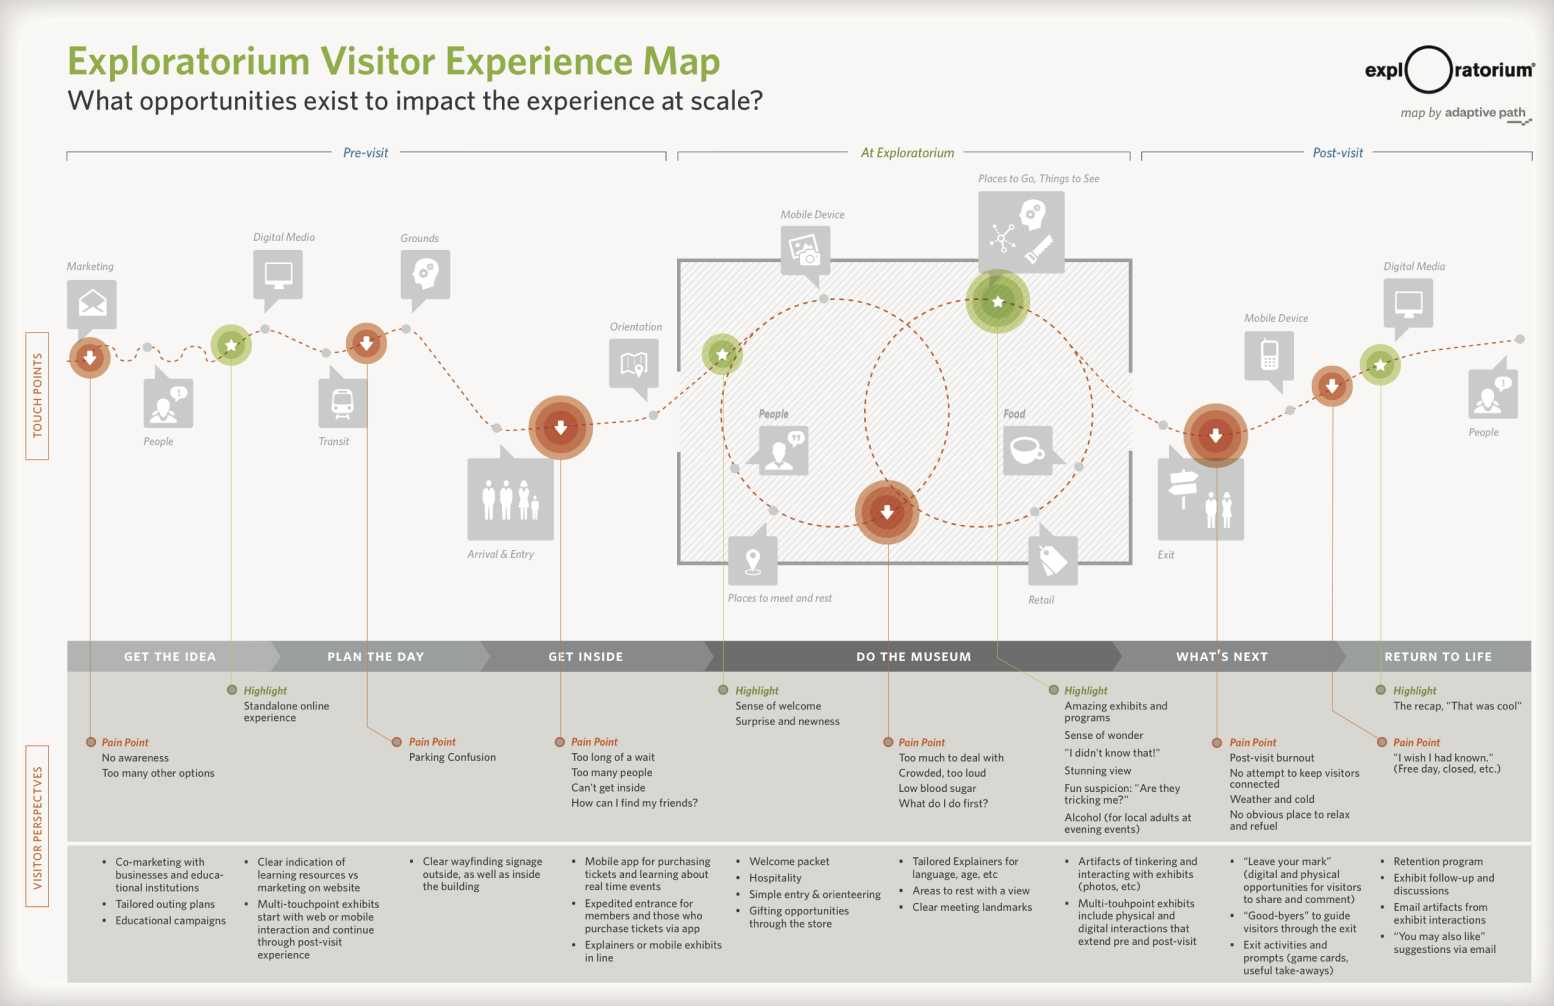 Exploratorium Visitor Experience Map
What opportunities exist to impact the experience at scale?
expl ratorium®
map by adaptive path
Pre-visit
At Exploratorium
Post-visit
TOUCH POINTS
Marketing
People
Digital Media
Transit
Grounds
Arrival & Entry
Orientation
Mobile Device
Places to Go, Things to See
People
Food
Places to meet and rest
Retail
Exit
Mobile Device
Digital Media
People
GET THE IDEA
PLAN THE DAY
GET INSIDE
DO THE MUSEUM
WHAT'S NEXT
RETURN TO LIFE
VISITOR PERSPECTVES
Pain Point
No awareness
Too many other options
Highlight
Standalone online
experience
Pain Point
Parking Confusion
Pain Point
Too long of a wait
Too many people
Can't get inside
How can I find my friends?
Highlight
Sense of welcome
Surprise and newness
Pain Point
Too much to deal with
Crowded, too loud
Low blood sugar
What do I do first?
Highlight
Amazing exhibits and
programs
Sense of wonder
"I didn't know that!"
Stunning view
Fun suspicion: "Are they
tricking me?"
Alcohol (for local adults at
evening events)
Pain Point
Post-visit burnout
No attempt to keep visitors
connected
Weather and cold
No obvious place to relax
and refuel
Highlight
The recap, "That was cool"
Pain Point
"I wish I had known."
(Free day, closed, etc.)
• Co-marketing with
businesses and educa-
tional institutions
• Tailored outing plans
• Educational campaigns
• Clear indication of
learning resources vs
marketing on website
• Multi-touchpoint exhibits
start with web or mobile
interaction and continue
through post-visit
experience
• Clear wayfinding signage
outside, as well as inside
the building
• Mobile app for purchasing
tickets and learning about
real time events
• Expedited entrance for
members and those who
purchase tickets via app
• Explainers or mobile exhibits
in line
• Welcome packet
• Hospitality
• Simple entry & orienteering
• Gifting opportunities
through the store
• Tailored Explainers for
language, age, etc
• Areas to rest with a view
• Clear meeting landmarks
• Artifacts of tinkering and
interacting with exhibits
(photos, etc)
• Multi-touhpoint exhibits
include physical and
digital interactions that
extend pre and post-visit
• "Leave your mark"
(digital and physical
opportunities for visitors
to share and comment)
• "Good-byers" to guide
visitors through the exit
• Exit activities and
prompts (game cards,
useful take-aways)
• Retention program
• Exhibit follow-up and
discussions
• Email artifacts from
exhibit interactions
• "You may also like"
suggestions via email